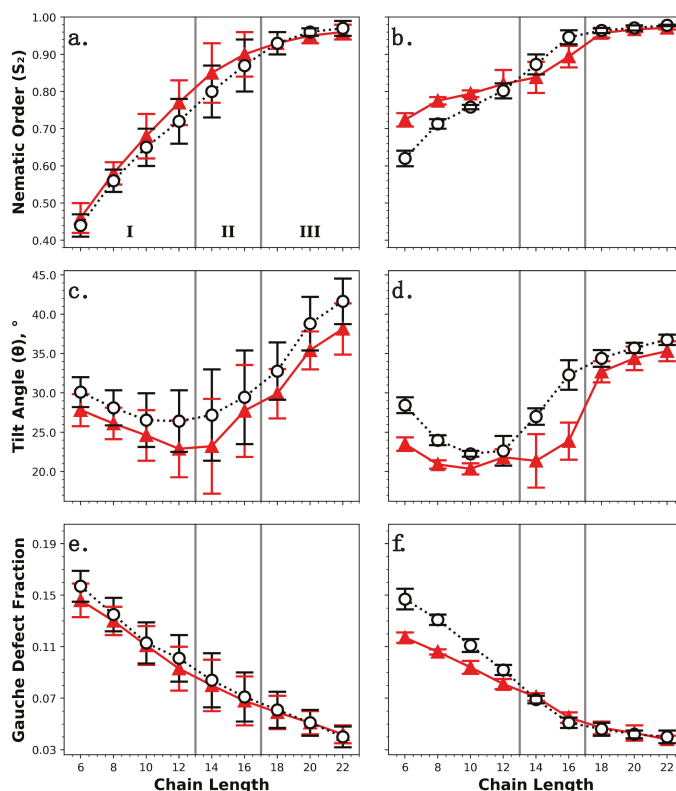 a.
b.
Nematic Order (S₂)
1.00
0.90
0.80
0.70
0.60
0.50
0.40
I
II
III
c.
d.
Tilt Angle (θ), °
45.0
40.0
35.0
30.0
25.0
20.0
e.
f.
Gauche Defect Fraction
0.19
0.15
0.11
0.07
0.03
6 8 10 12 14 16 18 20 22
6 8 10 12 14 16 18 20 22
Chain Length
Chain Length